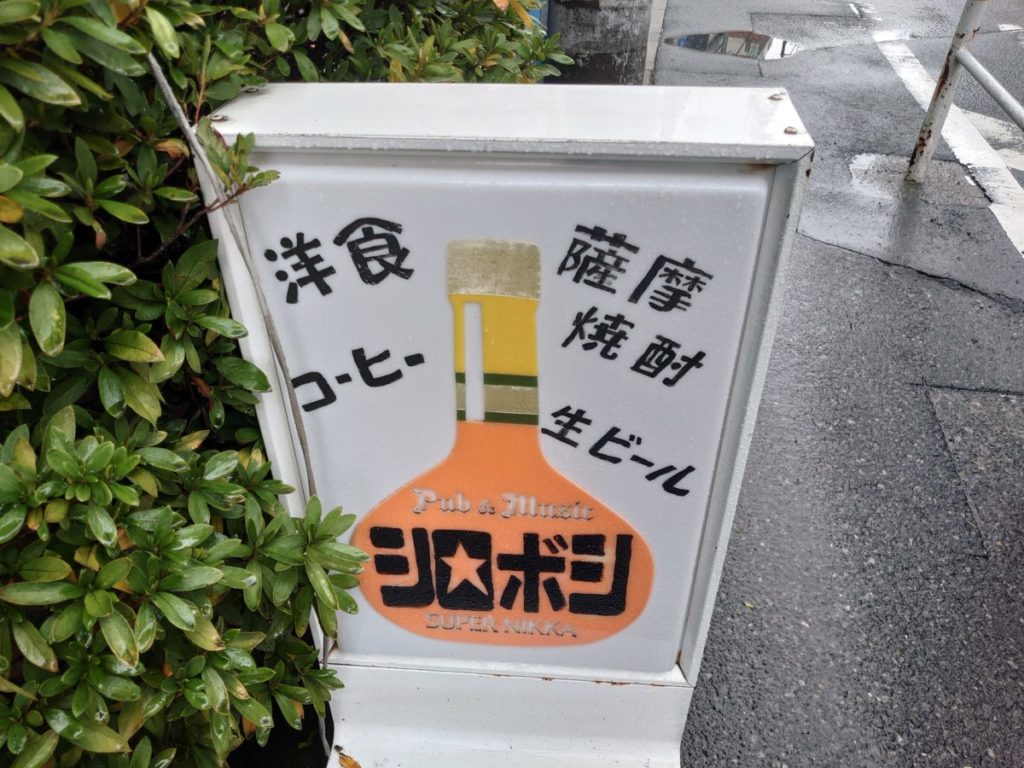 洋食
コーヒー
薩摩
焼酎
生ビール
Pub & Music
シロボシ
SUPER NIKKA